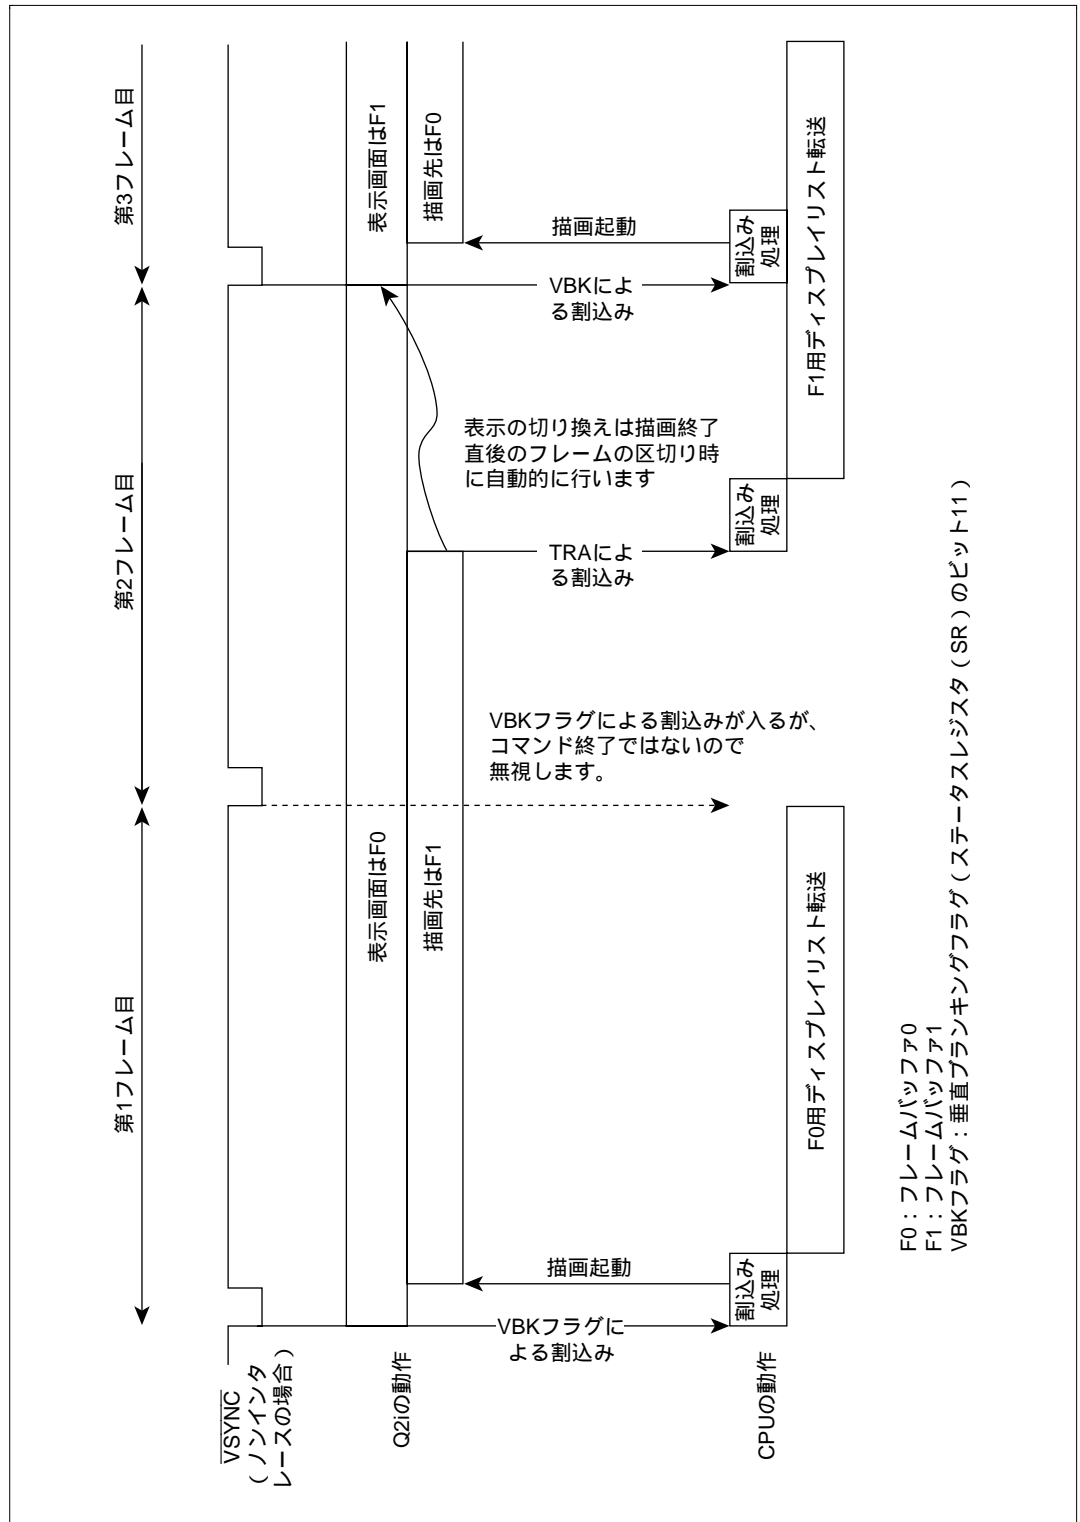 第1フレーム目
第2フレーム目
第3フレーム目
VSYNC
（ノンインタ
レースの場合）
Q2iの動作
表示画面はF0
表示画面はF1
描画先はF1
描画先はF0
VBKフラグに
よる割込み
描画起動
VBKフラグによる割込みが入るが、
コマンド終了ではないので
無視します。
TRAによ
る割込み
表示の切り換えは描画終了
直後のフレームの区切り時
に自動的に行います
VBKによ
る割込み
描画起動
CPUの動作
割込み
処理
F0用ディスプレイリスト転送
割込み
処理
F1用ディスプレイリスト転送
割込み
処理
F0：フレームバッファ0
F1：フレームバッファ1
VBKフラグ：垂直ブランキングフラグ（ステータスレジスタ（SR）のビット11）